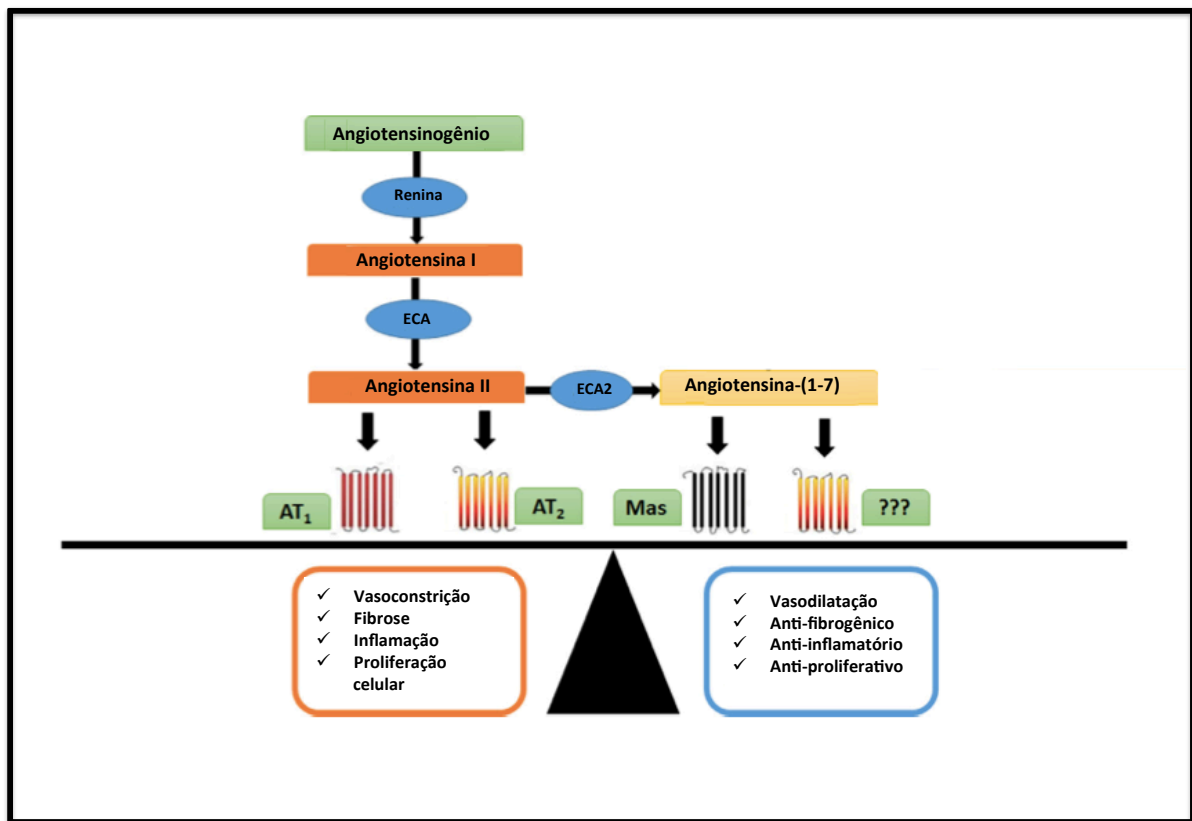 Angiotensinogênio
Renina
Angiotensina I
ECA
Angiotensina II
ECA2
Angiotensina-(1-7)
AT₁
AT₂
Mas
???
✓ Vasoconstrição
✓ Fibrose
✓ Inflamação
✓ Proliferação
celular
✓ Vasodilatação
✓ Anti-fibrogênico
✓ Anti-inflamatório
✓ Anti-proliferativo